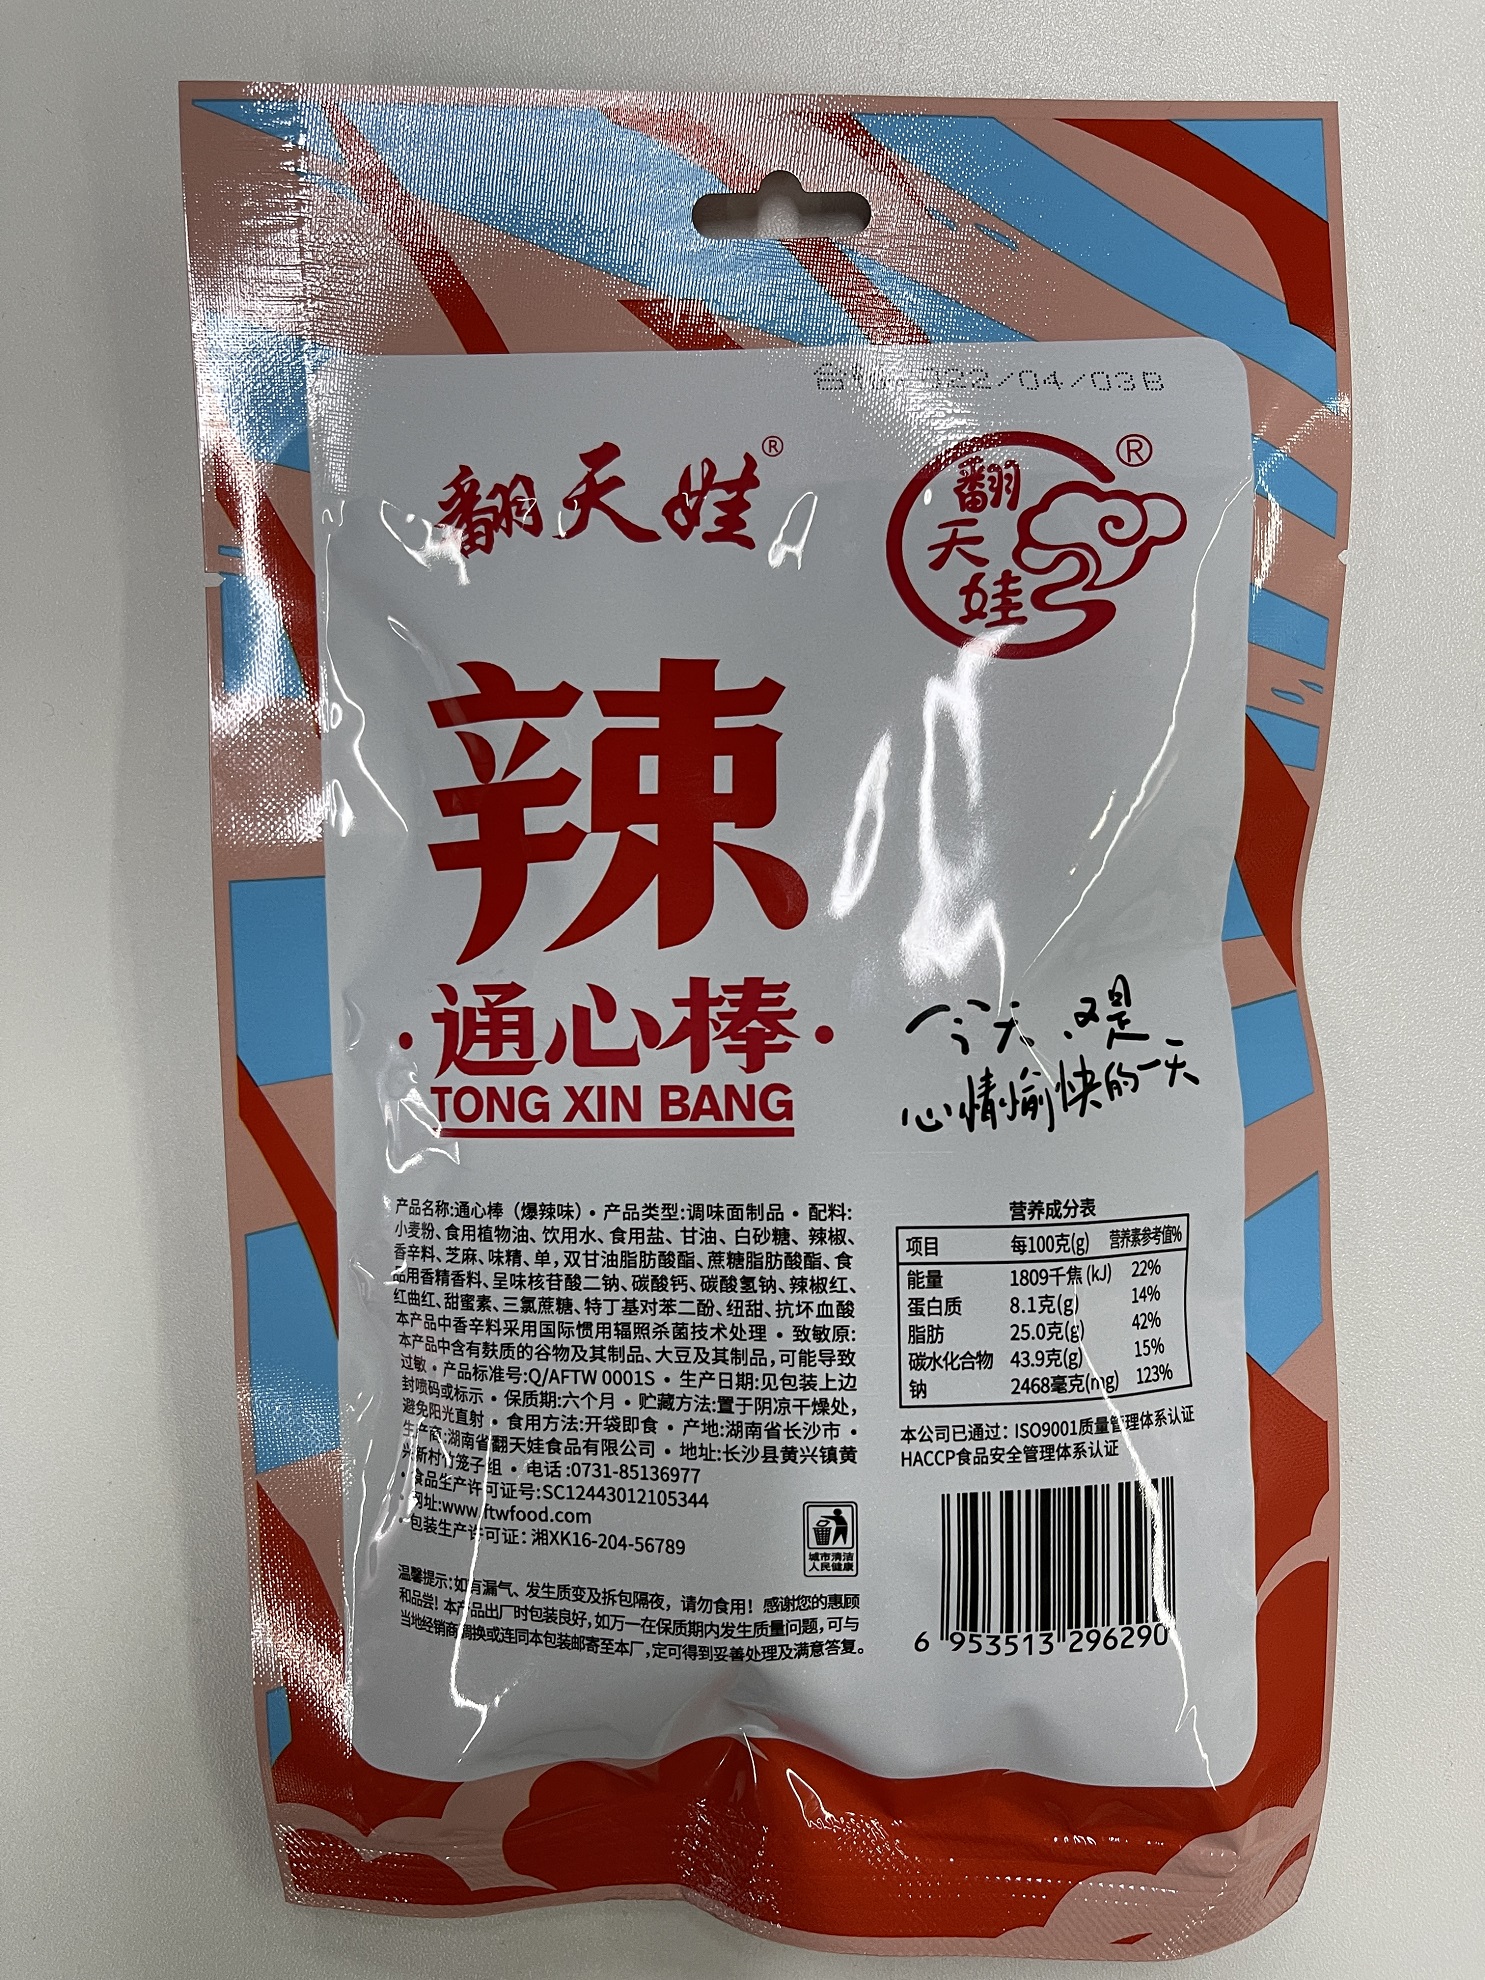 合格 2022/04/03B
翻天娃®
翻
天
娃
®
辣
·通心棒·
TONG XIN BANG
今天又是
心情愉快的一天
产品名称:通心棒（爆辣味）• 产品类型:调味面制品 • 配料:
小麦粉、食用植物油、饮用水、食用盐、甘油、白砂糖、辣椒、
香辛料、芝麻、味精、单,双甘油脂肪酸酯、蔗糖脂肪酸酯、食
品用香精香料、呈味核苷酸二钠、碳酸钙、碳酸氢钠、辣椒红、
红曲红、甜蜜素、三氯蔗糖、特丁基对苯二酚、纽甜、抗坏血酸
本产品中香辛料采用国际惯用辐照杀菌技术处理 • 致敏原:
本产品中含有麸质的谷物及其制品、大豆及其制品,可能导致
过敏 • 产品标准号:Q/AFTW 0001S • 生产日期:见包装上边
封喷码或标示 • 保质期:六个月 • 贮藏方法:置于阴凉干燥处,
避免阳光直射 • 食用方法:开袋即食 • 产地:湖南省长沙市 •
生产商:湖南省翻天娃食品有限公司 • 地址:长沙县黄兴镇黄
兴新村竹笼子组 • 电话:0731-85136977
• 食品生产许可证号:SC12443012105344
• 网址:www.ftwfood.com
• 包装生产许可证：湘XK16-204-56789
温馨提示:如有漏气、发生质变及拆包隔夜，请勿食用！感谢您的惠顾
和品尝！本产品出厂时包装良好,如万一在保质期内发生质量问题,可与
当地经销商调换或连同本包装邮寄至本厂,定可得到妥善处理及满意答复。
城市清洁
人民健康
营养成分表
项目 每100克(g) 营养素参考值%
能量 1809千焦(kJ) 22%
蛋白质 8.1克(g) 14%
脂肪 25.0克(g) 42%
碳水化合物 43.9克(g) 15%
钠 2468毫克(mg) 123%
本公司已通过：ISO9001质量管理体系认证
HACCP食品安全管理体系认证
6 953513 296290